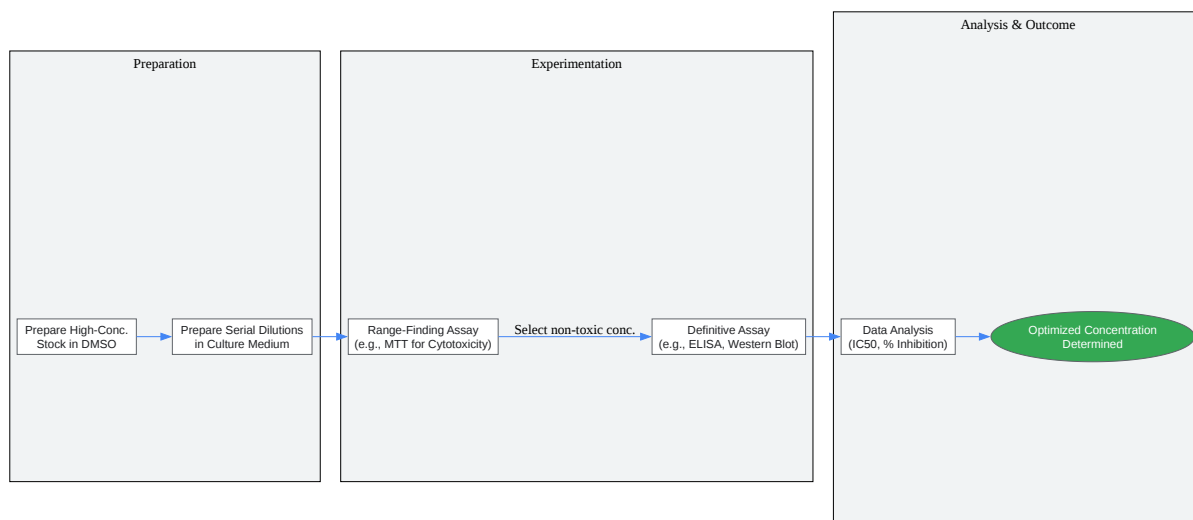 Preparation
Prepare High-Conc.
Stock in DMSO
Prepare Serial Dilutions
in Culture Medium
Experimentation
Range-Finding Assay
(e.g., MTT for Cytotoxicity)
Select non-toxic conc.
Definitive Assay
(e.g., ELISA, Western Blot)
Analysis & Outcome
Data Analysis
(IC50, % Inhibition)
Optimized Concentration
Determined